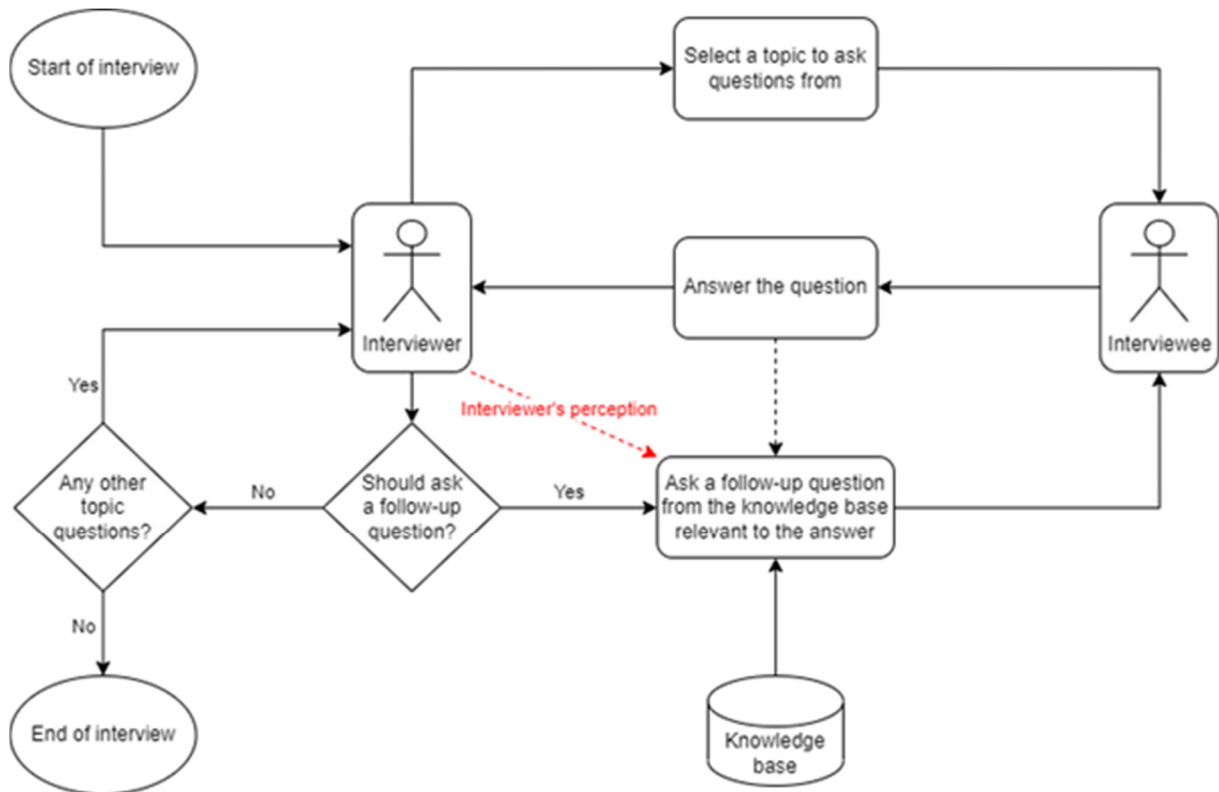 Start of interview
Select a topic to ask
questions from
Interviewer
Answer the question
Interviewee
Yes
Interviewer's perception
Any other
topic
questions?
No
Should ask
a follow-up
question?
Yes
Ask a follow-up question
from the knowledge base
relevant to the answer
No
End of interview
Knowledge
base